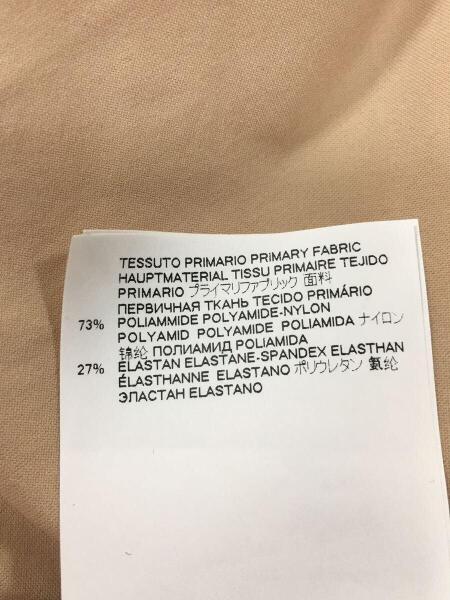 TESSUTO PRIMARIO PRIMARY FABRIC
HAUPTMATERIAL TISSU PRIMAIRE TEJIDO
PRIMARIO プライマリファブリック 面料
ПЕРВИЧНАЯ ТКАНЬ TECIDO PRIMÁRIO
73% POLIAMMIDE POLYAMIDE-NYLON
POLYAMID POLYAMIDE POLIAMIDA ナイロン
锦纶 ПОЛИАМИД POLIAMIDA
27% ELASTAN ELASTANE-SPANDEX ELASTHAN
ÉLASTHANNE ELASTANO ポリウレタン 氨纶
ЭЛАСТАН ELASTANO